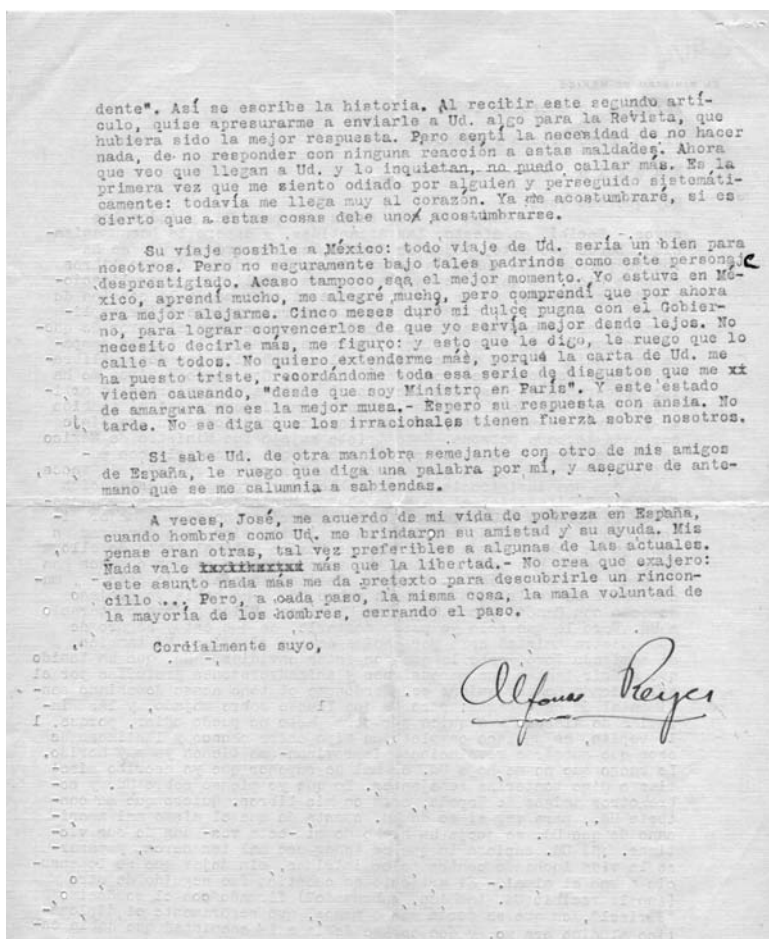 dente". Así se escribe la historia. Al recibir este segundo artí-
culo, quise apresurarme a enviarle a Ud. algo para la Revista, que
hubiera sido la mejor respuesta. Pero sentí la necesidad de no hacer
nada, de no responder con ninguna reacción a estas maldades. Ahora
que veo que llegan a Ud. y lo inquietan, no puedo callar más. Es la
primera vez que me siento odiado por alguien y perseguido sistemáti-
camente: todavía me llega muy al corazón. Ya me acostumbraré, si es
cierto que a estas cosas debe uno acostumbrarse.
Su viaje posible a México: todo viaje de Ud. sería un bien para
nosotros. Pero no seguramente bajo tales padrinos como este personaje
desprestigiado. Acaso tampoco sea el mejor momento. Yo estuve en Mé-
xico, aprendí mucho, me alegré mucho, pero comprendí que por ahora
era mejor alejarme. Cinco meses duró mi dulce pugna con el Gobier-
no, para lograr convencerlos de que yo servía mejor desde lejos. No
necesito decirle más, me figuro: y esto que le digo, le ruego que lo
calle a todos. No quiero extenderme más, porque la carta de Ud. me
ha puesto triste, recordándome toda esa serie de disgustos que me xi
vienen causando, "desde que soy Ministro en París". Y este estado
de amargura no es la mejor musa.- Espero su respuesta con ansia. No
tarde. No se diga que los irracionales tienen fuerza sobre nosotros.
Si sabe Ud. de otra maniobra semejante con otro de mis amigos
de España, le ruego que diga una palabra por mí, y asegure de ante-
mano que se me calumnia a sabiendas.
A veces, José, me acuerdo de mi vida de pobreza en España,
cuando hombres como Ud. me brindaron su amistad y su ayuda. Mis
penas eran otras, tal vez preferibles a algunas de las actuales.
Nada vale más que la libertad.- No crea que exajero:
este asunto nada más me da pretexto para descubrirle un rincon-
cillo ... Pero, a cada paso, la misma cosa, la mala voluntad de
la mayoría de los hombres, cerrando el paso.
Cordialmente suyo,
Alfonso Reyes